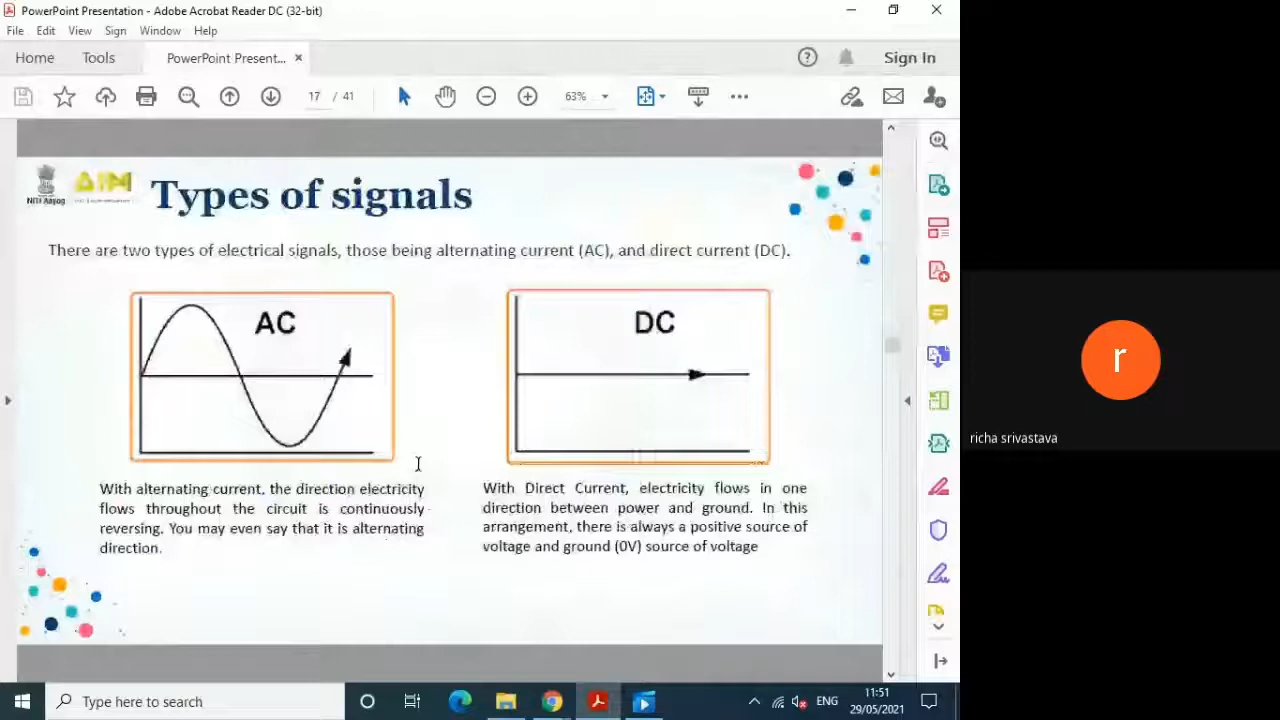 PowerPoint Presentation - Adobe Acrobat Reader DC (32-bit)
File Edit View Sign Window Help
Home Tools PowerPoint Present... Sign In
17 / 41 63%
NITI Aayog AIM Types of signals
There are two types of electrical signals, those being alternating current (AC), and direct current (DC).
AC
DC
With alternating current, the direction electricity
flows throughout the circuit is continuously
reversing. You may even say that it is alternating
direction.
With Direct Current, electricity flows in one
direction between power and ground. In this
arrangement, there is always a positive source of
voltage and ground (0V) source of voltage
r
richa srivastava
Type here to search
ENG
11:51
29/05/2021